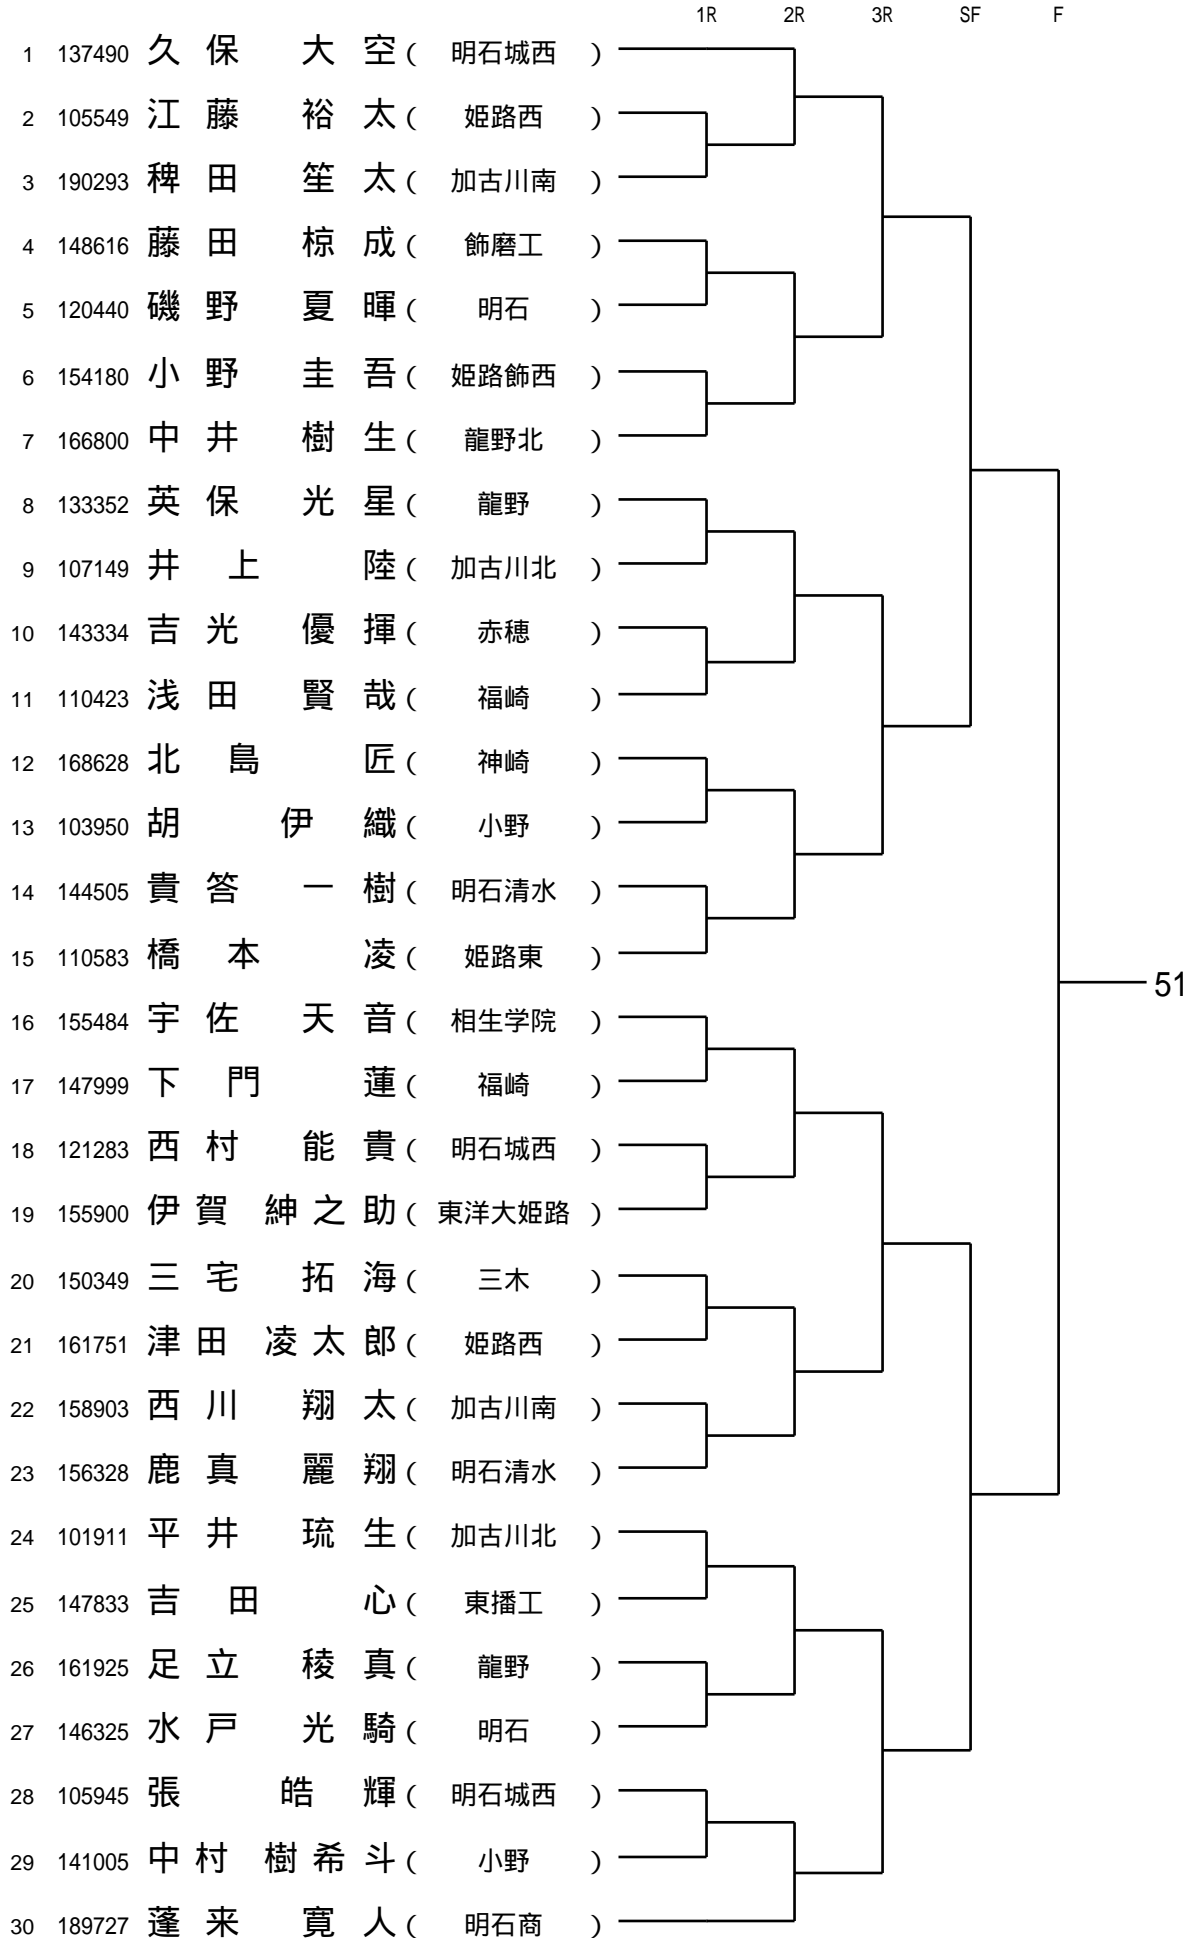 1R 2R 3R SF F
1 137490 久保 大空 ( 明石城西 )
2 105549 江藤 裕太 ( 姫路西 )
3 190293 稗田 笙太 ( 加古川南 )
4 148616 藤田 椋成 ( 飾磨工 )
5 120440 磯野 夏暉 ( 明石 )
6 154180 小野 圭吾 ( 姫路飾西 )
7 166800 中井 樹生 ( 龍野北 )
8 133352 英保 光星 ( 龍野 )
9 107149 井上 陸 ( 加古川北 )
10 143334 吉光 優揮 ( 赤穂 )
11 110423 浅田 賢哉 ( 福崎 )
12 168628 北島 匠 ( 神崎 )
13 103950 胡 伊織 ( 小野 )
14 144505 貴答 一樹 ( 明石清水 )
15 110583 橋本 凌 ( 姫路東 )
51
16 155484 宇佐 天音 ( 相生学院 )
17 147999 下門 蓮 ( 福崎 )
18 121283 西村 能貴 ( 明石城西 )
19 155900 伊賀 紳之助 ( 東洋大姫路 )
20 150349 三宅 拓海 ( 三木 )
21 161751 津田 凌太郎 ( 姫路西 )
22 158903 西川 翔太 ( 加古川南 )
23 156328 鹿真 麗翔 ( 明石清水 )
24 101911 平井 琉生 ( 加古川北 )
25 147833 吉田 心 ( 東播工 )
26 161925 足立 稜真 ( 龍野 )
27 146325 水戸 光騎 ( 明石 )
28 105945 張 皓輝 ( 明石城西 )
29 141005 中村 樹希斗 ( 小野 )
30 189727 蓬来 寛人 ( 明石商 )